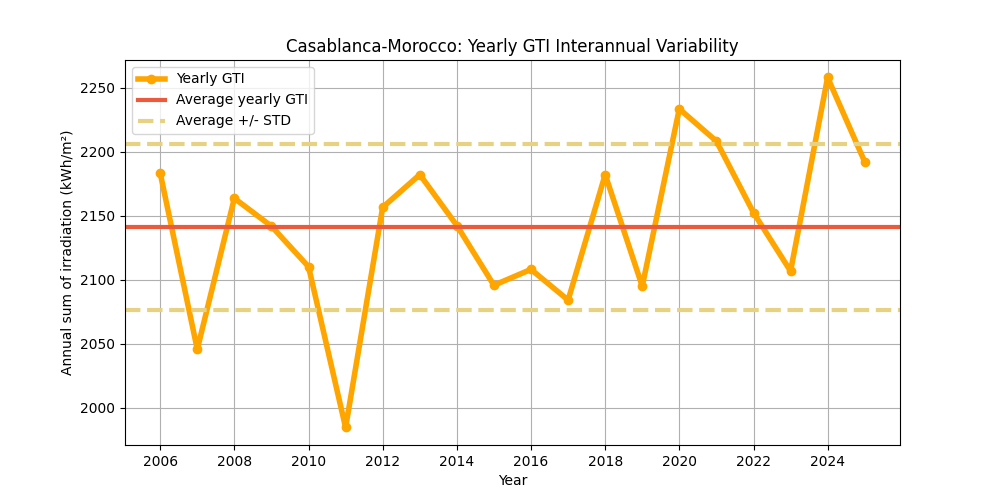 Casablanca-Morocco: Yearly GTI Interannual Variability
Yearly GTI
Average yearly GTI
Average +/- STD
Annual sum of irradiation (kWh/m²)
2250
2200
2150
2100
2050
2000
2006 2008 2010 2012 2014 2016 2018 2020 2022 2024
Year